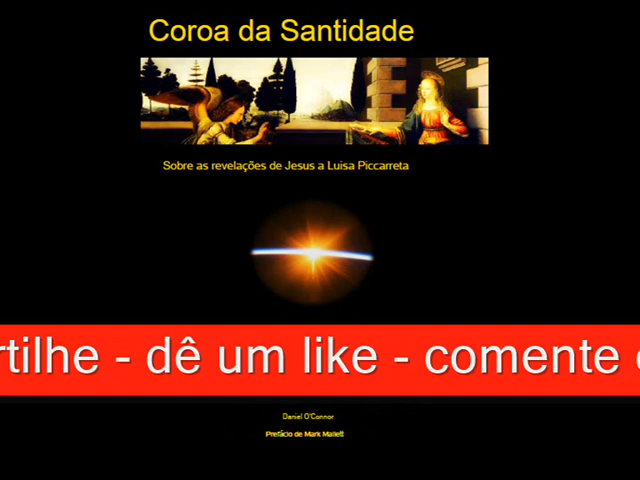 Coroa da Santidade
Sobre as revelações de Jesus a Luisa Piccarreta
rtilhe - dê um like - comente
Daniel O'Connor
Prefácio de Mark Mallett